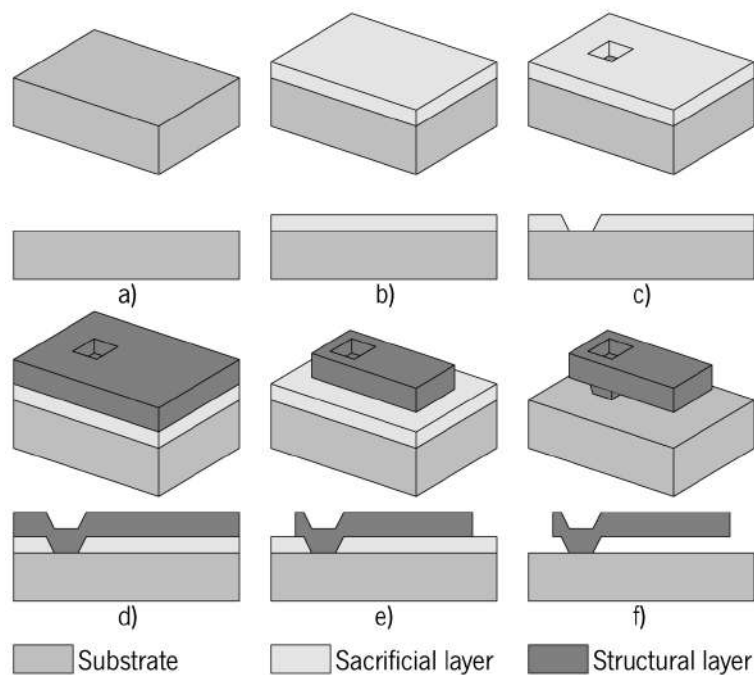 a)
b)
c)
d)
e)
f)
Substrate
Sacrificial layer
Structural layer